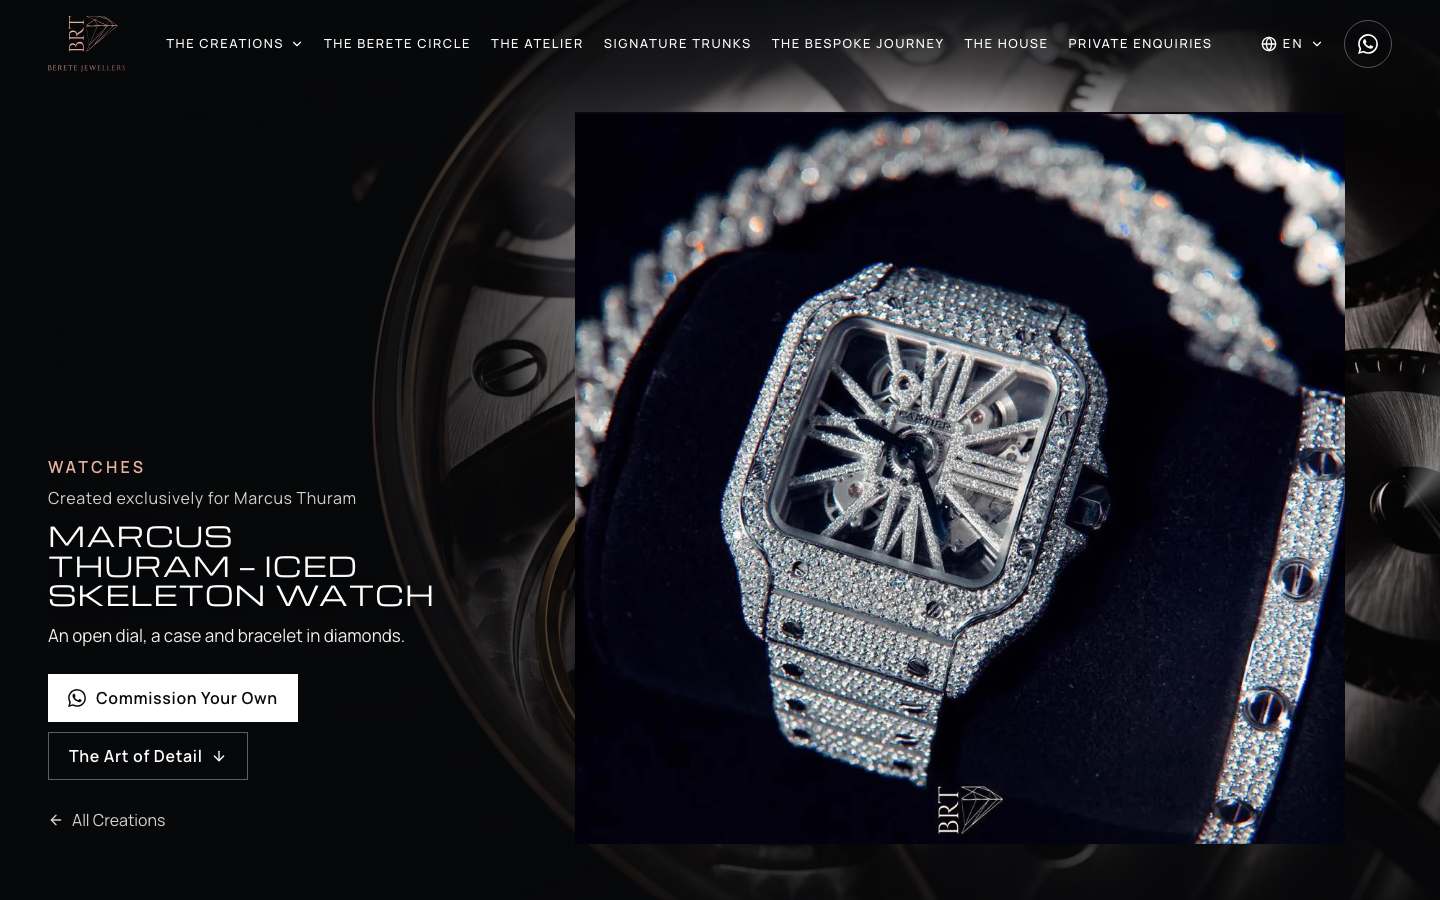 BRT
BERETE JEWELLERS
THE CREATIONS
THE BERETE CIRCLE
THE ATELIER
SIGNATURE TRUNKS
THE BESPOKE JOURNEY
THE HOUSE
PRIVATE ENQUIRIES
EN
WATCHES
Created exclusively for Marcus Thuram
MARCUS
THURAM – ICED
SKELETON WATCH
An open dial, a case and bracelet in diamonds.
Commission Your Own
The Art of Detail
All Creations
CARTIER
BRT